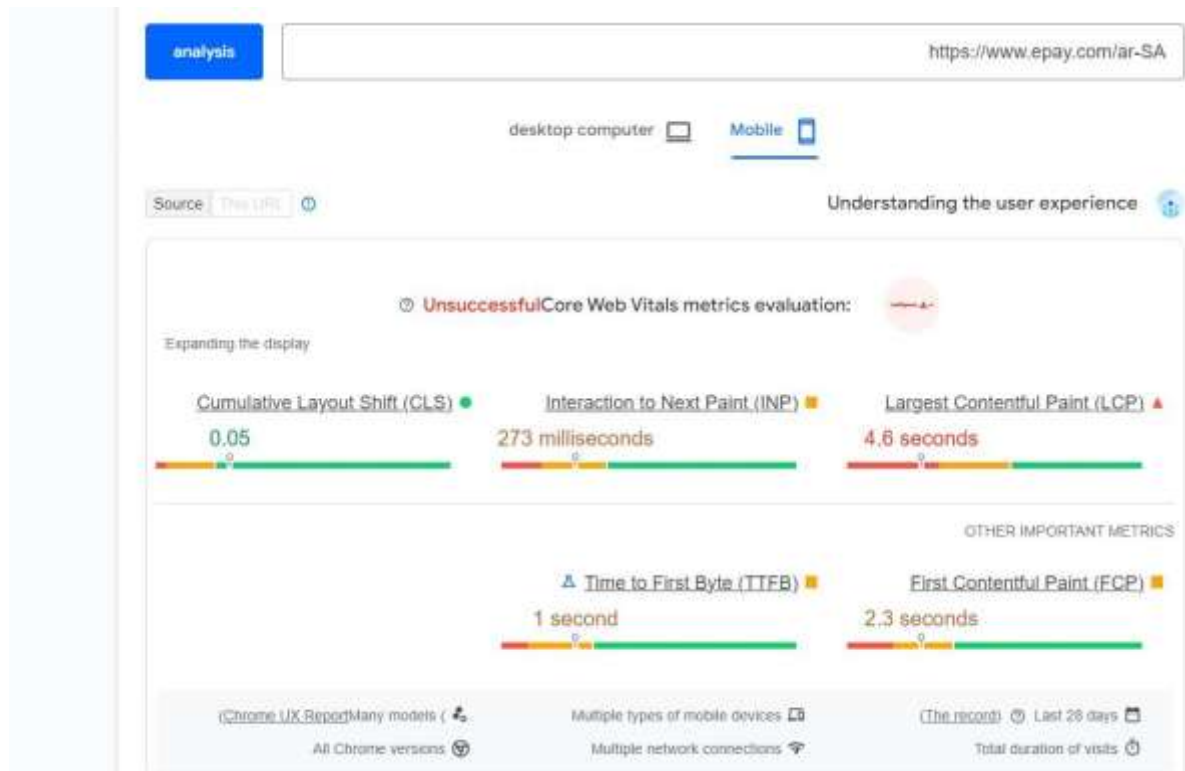 analysis
https://www.epay.com/ar-SA
desktop computer
Mobile
Source
This URL
Understanding the user experience
UnsuccessfulCore Web Vitals metrics evaluation:
Expanding the display
Cumulative Layout Shift (CLS)
Interaction to Next Paint (INP)
Largest Contentful Paint (LCP)
0.05
273 milliseconds
4.6 seconds
OTHER IMPORTANT METRICS
Time to First Byte (TTFB)
First Contentful Paint (FCP)
1 second
2.3 seconds
(Chrome UX ReportMany models (
Multiple types of mobile devices
(The record)
Last 28 days
All Chrome versions
Multiple network connections
Total duration of visits